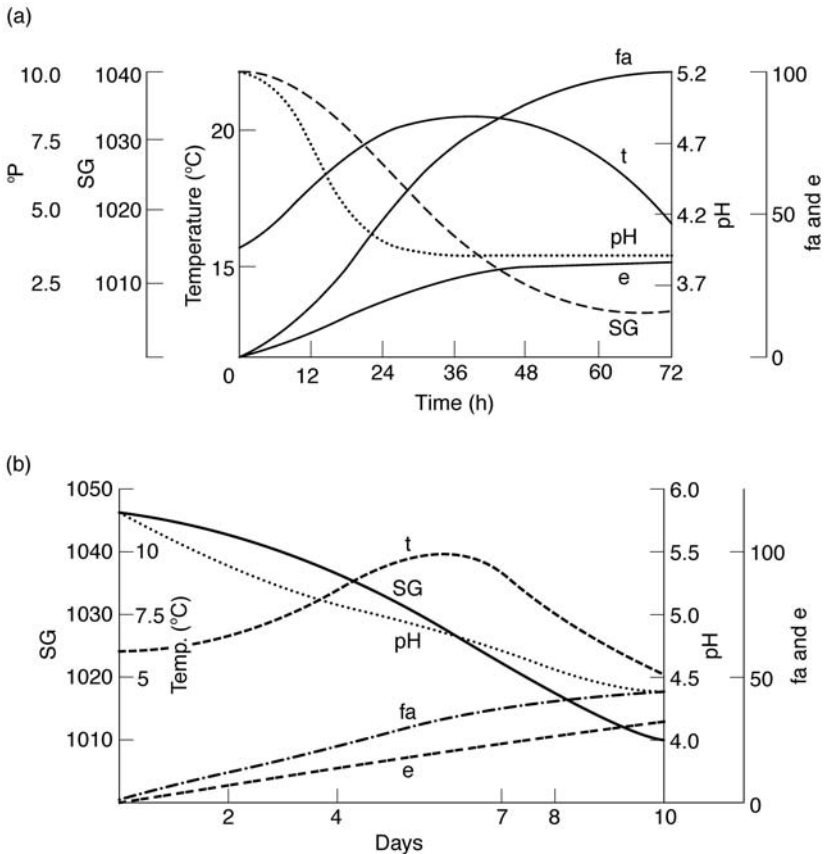 (a)
10.0 1040 fa 5.2 100
20
7.5 1030 4.7
t
°P SG Temperature (°C) pH fa and e
5.0 1020 4.2 50
pH
15
2.5 1010 e 3.7
SG
0 12 24 36 48 60 72 0
Time (h)
(b)
1050 6.0
t
1040 10 5.5 100
SG
1030 7.5 5.0
SG Temp. (°C) pH pH fa and e
1020 5 4.5 50
fa
1010 4.0
e
0
2 4 7 8 10
Days